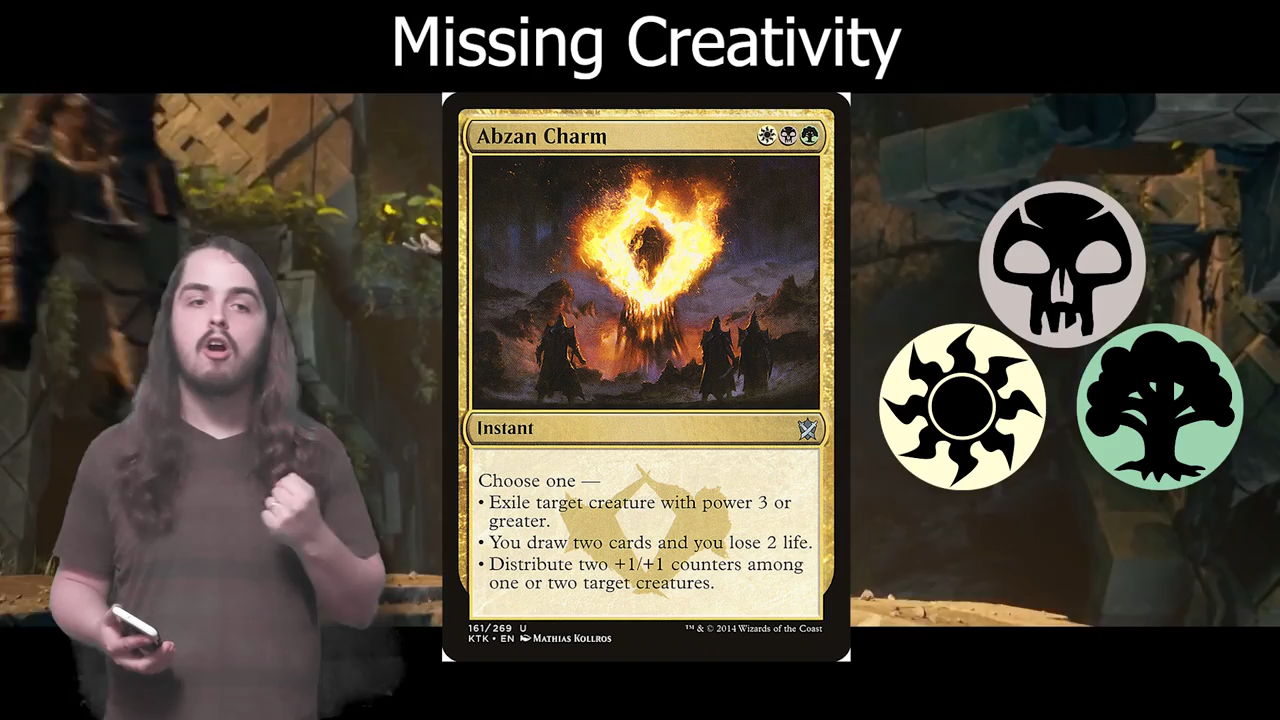 Missing Creativity
Abzan Charm
Instant
Choose one —
• Exile target creature with power 3 or
greater.
• You draw two cards and you lose 2 life.
• Distribute two +1/+1 counters among
one or two target creatures.
161/269 U
KTK • EN Mathias Kollros
™ & © 2014 Wizards of the Coast